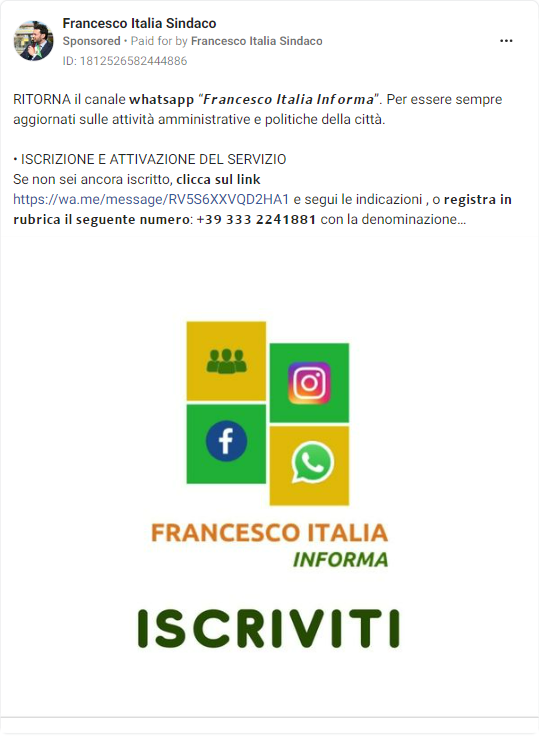 Francesco Italia Sindaco
Sponsored • Paid for by Francesco Italia Sindaco
ID: 1812526582444886
RITORNA il canale whatsapp “Francesco Italia Informa”. Per essere sempre
aggiornati sulle attività amministrative e politiche della città.
• ISCRIZIONE E ATTIVAZIONE DEL SERVIZIO
Se non sei ancora iscritto, clicca sul link
https://wa.me/message/RV5S6XXVQD2HA1 e segui le indicazioni , o registra in
rubrica il seguente numero: +39 333 2241881 con la denominazione...
FRANCESCO ITALIA
INFORMA
ISCRIVITI